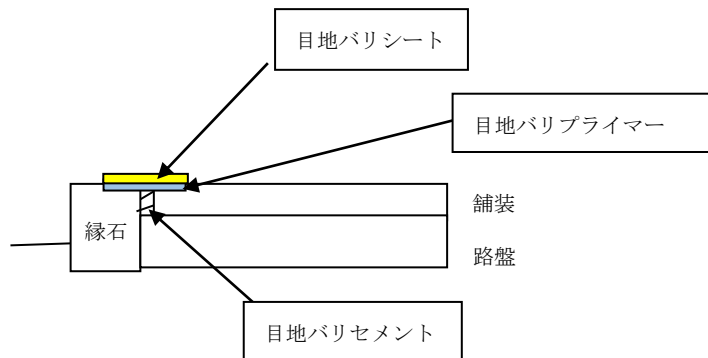 目地バリシート
目地バリプライマー
舗装
縁石
路盤
目地バリセメント